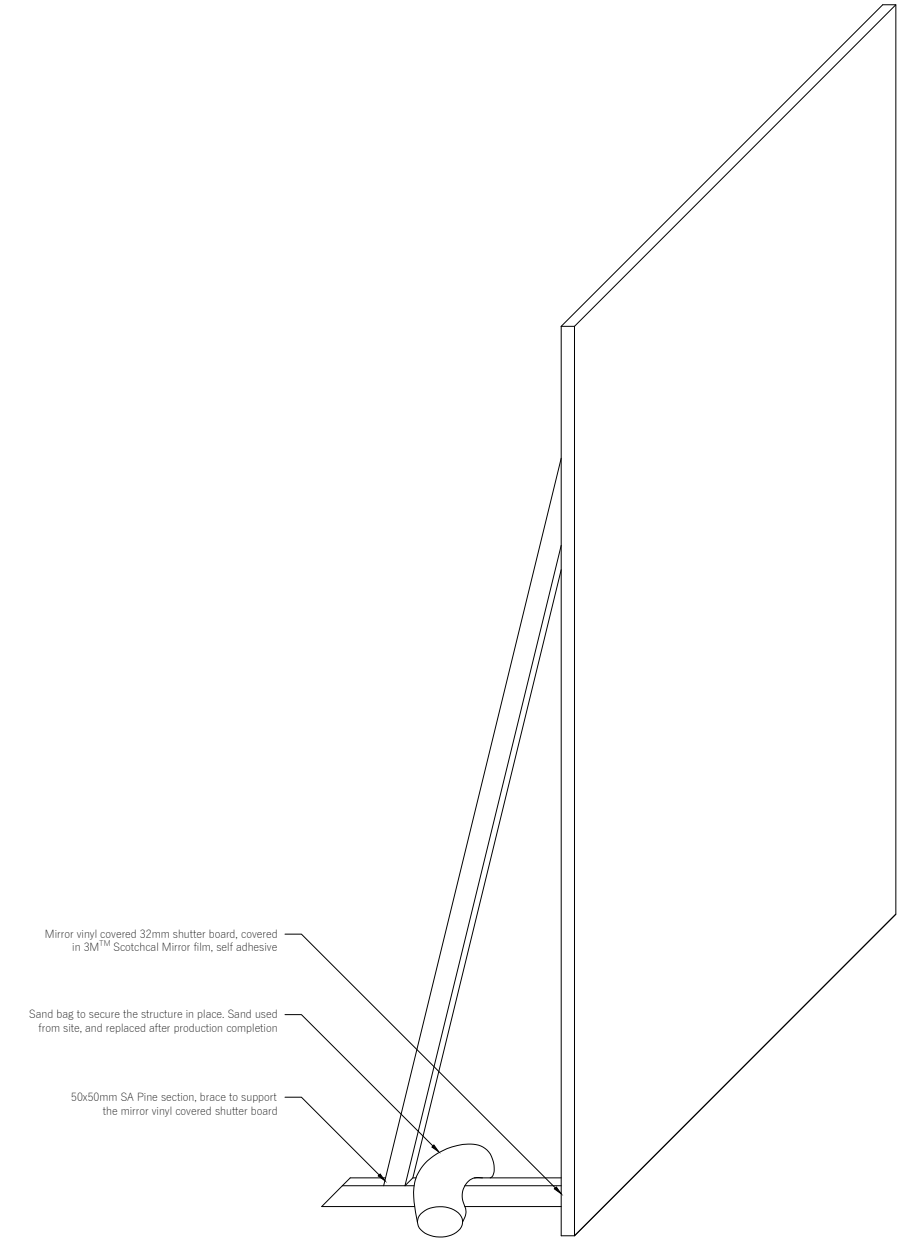 Mirror vinyl covered 32mm shutter board, covered
in 3M™ Scotchcal Mirror film, self adhesive
Sand bag to secure the structure in place. Sand used
from site, and replaced after production completion
50x50mm SA Pine section, brace to support
the mirror vinyl covered shutter board